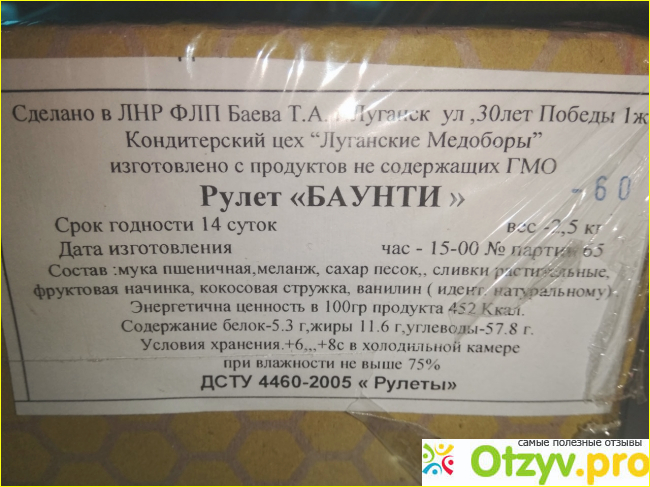 Сделано в ЛНР ФЛП Баева Т.А. г Луганск ул ,30лет Победы 1ж
Кондитерский цех "Луганские Медоборы"
изготовлено с продуктов не содержащих ГМО
Рулет «БАУНТИ »
- 60
Срок годности 14 суток вес -2,5 кг
Дата изготовления час - 15-00 № партии 65
Состав :мука пшеничная,меланж, сахар песок,, сливки растительные,
фруктовая начинка, кокосовая стружка, ванилин ( идент. натуральному).
Энергетична ценность в 100гр продукта 452 Ккал.
Содержание белок-5.3 г,жиры 11.6 г,углеводы-57.8 г.
Условия хранения.+6,,,+8с в холодильной камере
при влажности не выше 75%
ДСТУ 4460-2005 « Рулеты»
самые полезные отзывы
Otzyv.pro